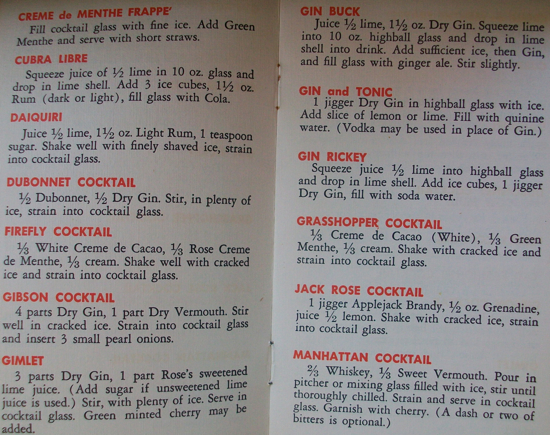 CREME de MENTHE FRAPPE'
Fill cocktail glass with fine ice. Add Green
Menthe and serve with short straws.
CUBRA LIBRE
Squeeze juice of ½ lime in 10 oz. glass and
drop in lime shell. Add 3 ice cubes, 1½ oz.
Rum (dark or light), fill glass with Cola.
DAIQUIRI
Juice ½ lime, 1½ oz. Light Rum, 1 teaspoon
sugar. Shake well with finely shaved ice, strain
into cocktail glass.
DUBONNET COCKTAIL
½ Dubonnet, ½ Dry Gin. Stir, in plenty of
ice, strain into cocktail glass.
FIREFLY COCKTAIL
⅓ White Creme de Cacao, ⅓ Rose Creme
de Menthe, ⅓ cream. Shake well with cracked
ice and strain into cocktail glass.
GIBSON COCKTAIL
4 parts Dry Gin, 1 part Dry Vermouth. Stir
well in cracked ice. Strain into cocktail glass
and insert 3 small pearl onions.
GIMLET
3 parts Dry Gin, 1 part Rose's sweetened
lime juice. (Add sugar if unsweetened lime
juice is used.) Stir, with plenty of ice. Serve in
cocktail glass. Green minted cherry may be
added.
GIN BUCK
Juice ½ lime, 1½ oz. Dry Gin. Squeeze lime
into 10 oz. highball glass and drop in lime
shell into drink. Add sufficient ice, then Gin,
and fill glass with ginger ale. Stir slightly.
GIN and TONIC
1 jigger Dry Gin in highball glass with ice.
Add slice of lemon or lime. Fill with quinine
water. (Vodka may be used in place of Gin.)
GIN RICKEY
Squeeze juice ½ lime into highball glass
and drop in lime shell. Add ice cubes, 1 jigger
Dry Gin, fill with soda water.
GRASSHOPPER COCKTAIL
⅓ Creme de Cacao (White), ⅓ Green
Menthe, ⅓ cream. Shake with cracked ice and
strain into cocktail glass.
JACK ROSE COCKTAIL
1 jigger Applejack Brandy, ½ oz. Grenadine,
juice ½ lemon. Shake with cracked ice, strain
into cocktail glass.
MANHATTAN COCKTAIL
⅔ Whiskey, ⅓ Sweet Vermouth. Pour in
pitcher or mixing glass filled with ice, stir until
thoroughly chilled. Strain and serve in cocktail
glass. Garnish with cherry. (A dash or two of
bitters is optional.)